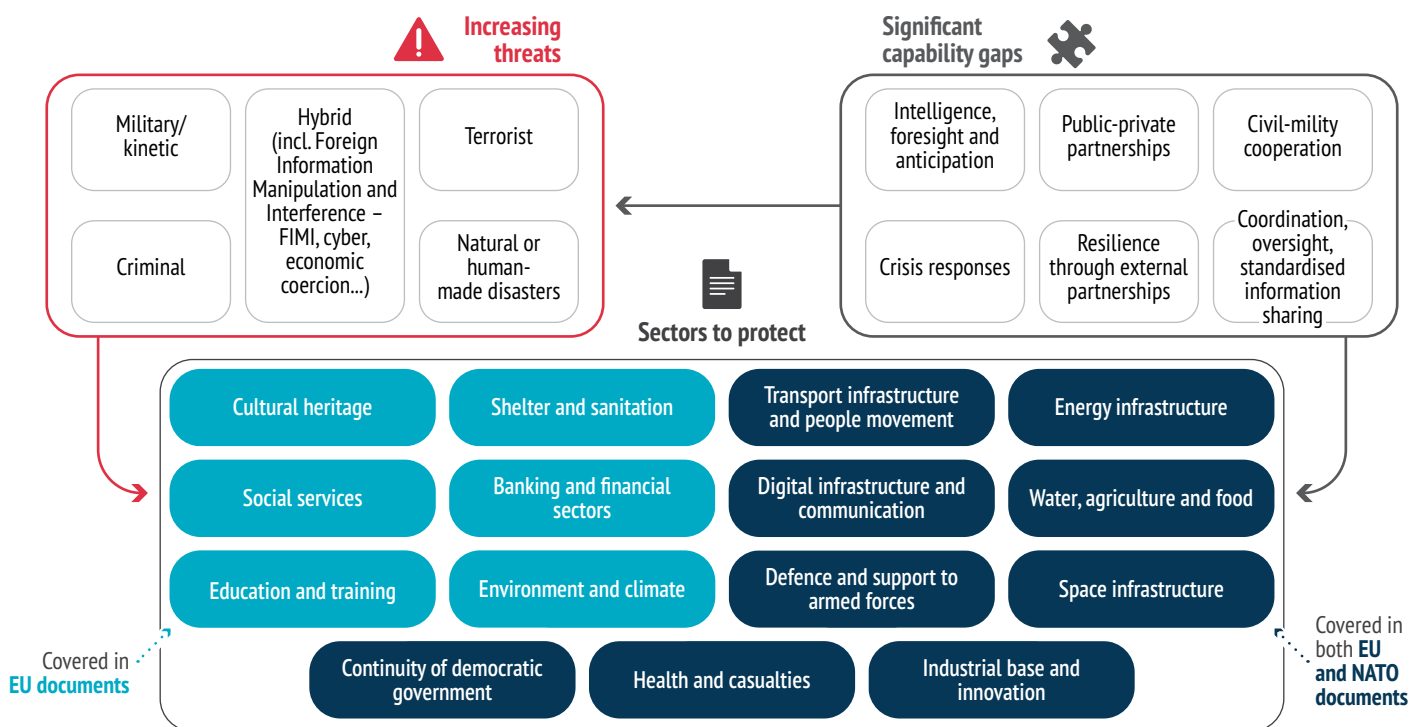 Increasing
threats
Military/
kinetic
Hybrid
(incl. Foreign
Information
Manipulation and
Interference –
FIMI, cyber,
economic
coercion...)
Terrorist
Criminal
Natural or
human-
made disasters
Significant
capability gaps
Intelligence,
foresight and
anticipation
Public-private
partnerships
Civil-mility
cooperation
Crisis responses
Resilience
through external
partnerships
Coordination,
oversight,
standardised
information
sharing
Sectors to protect
Cultural heritage
Shelter and sanitation
Transport infrastructure
and people movement
Energy infrastructure
Social services
Banking and financial
sectors
Digital infrastructure and
communication
Water, agriculture and food
Education and training
Environment and climate
Defence and support to
armed forces
Space infrastructure
Continuity of democratic
government
Health and casualties
Industrial base and
innovation
Covered in
EU documents
Covered in
both EU
and NATO
documents